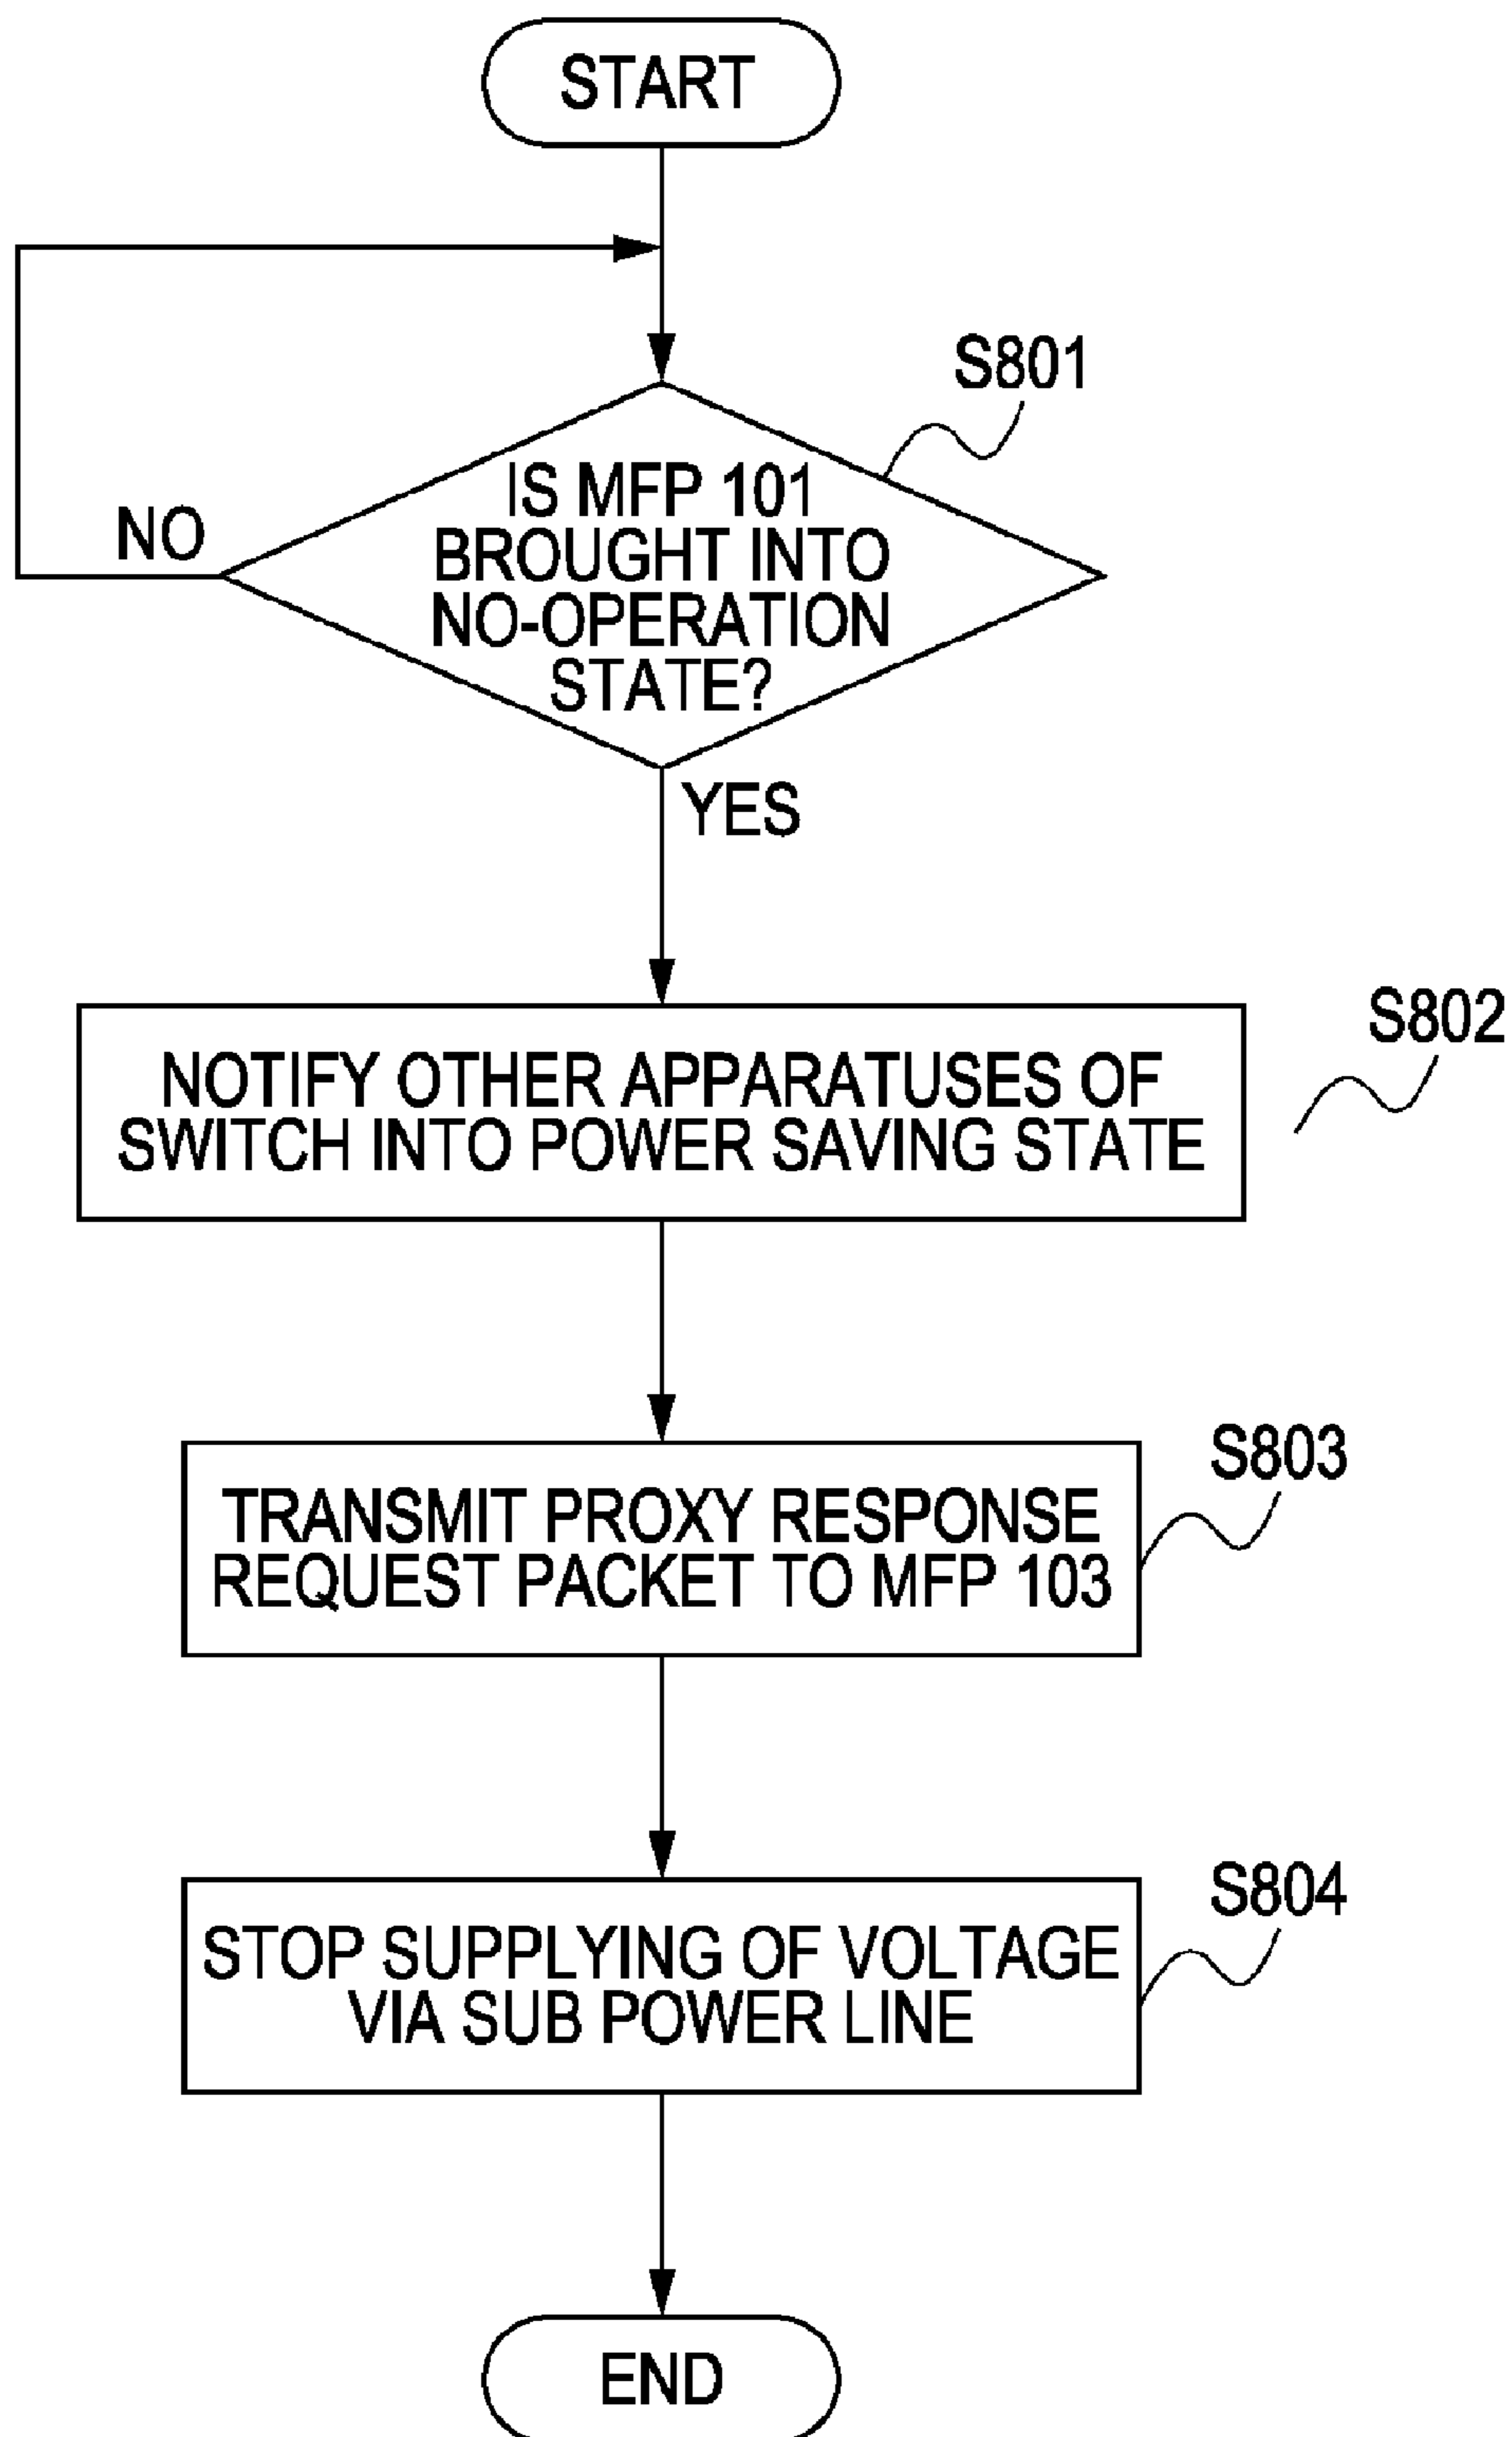 START
S801
IS MFP 101
BROUGHT INTO
NO-OPERATION
STATE?
NO
YES
S802
NOTIFY OTHER APPARATUSES OF
SWITCH INTO POWER SAVING STATE
S803
TRANSMIT PROXY RESPONSE
REQUEST PACKET TO MFP 103
S804
STOP SUPPLYING OF VOLTAGE
VIA SUB POWER LINE
END